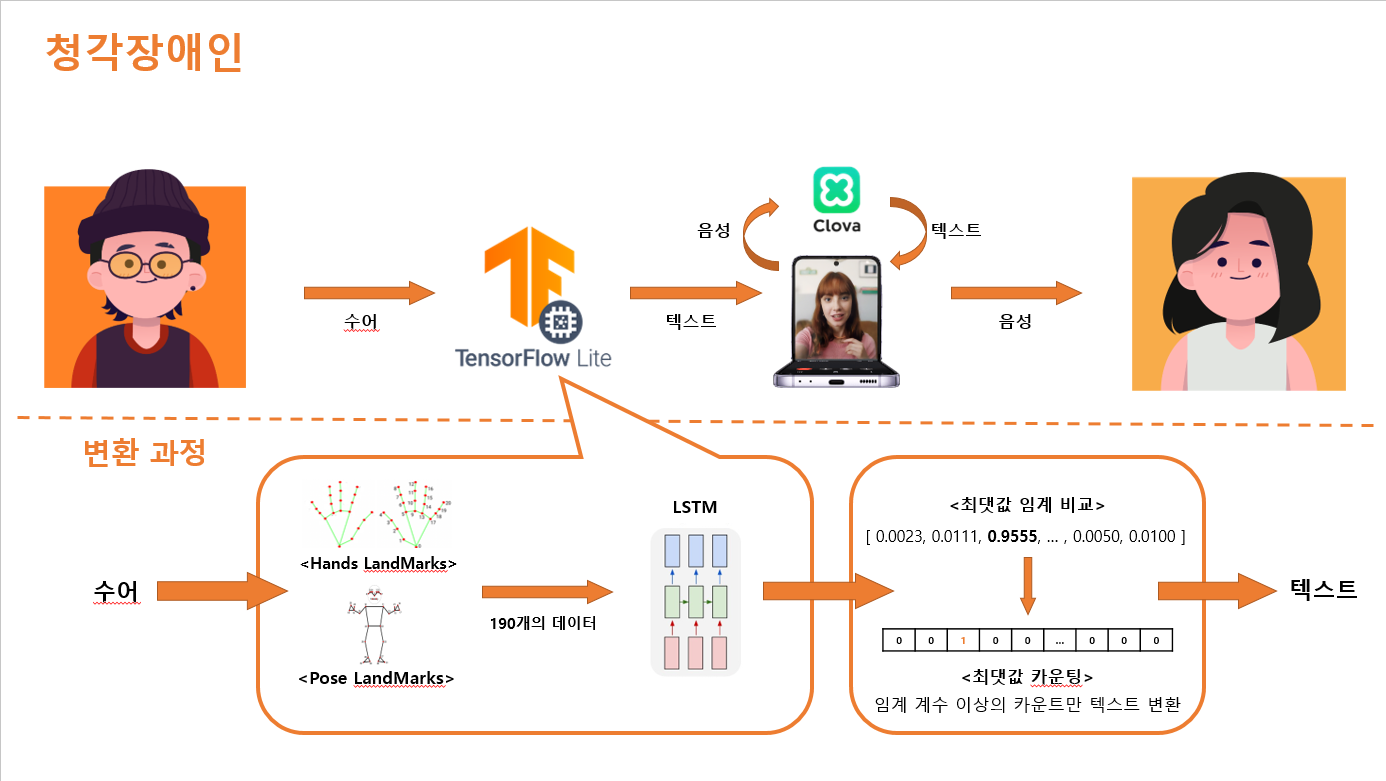 청각장애인
Clova
음성
텍스트
수어
TensorFlow Lite
텍스트
음성
변환 과정
수어
<Hands LandMarks>
<Pose LandMarks>
190개의 데이터
LSTM
<최댓값 임계 비교>
[ 0.0023, 0.0111, 0.9555, ... , 0.0050, 0.0100 ]
0 0 1 0 0 ... 0 0 0
<최댓값 카운팅>
임계 계수 이상의 카운트만 텍스트 변환
텍스트